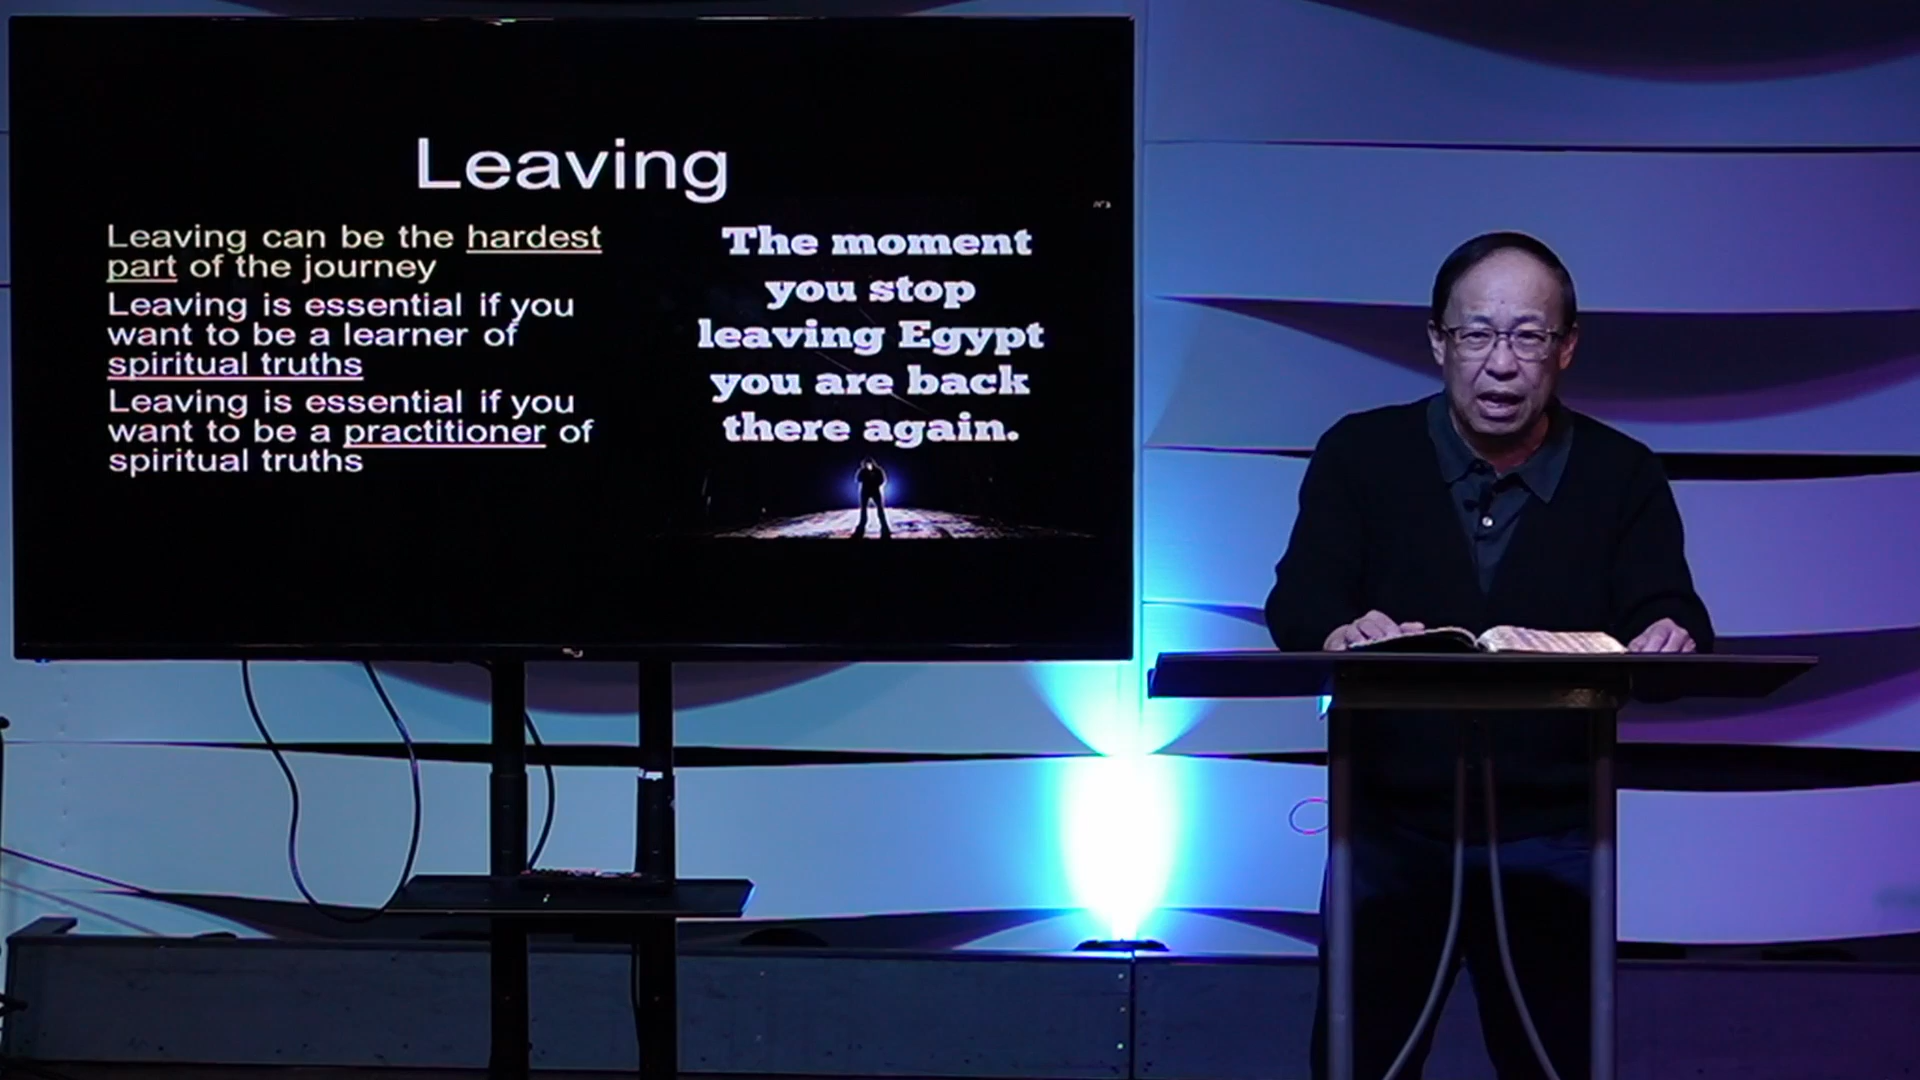 Leaving
Leaving can be the hardest
part of the journey
Leaving is essential if you
want to be a learner of
spiritual truths
Leaving is essential if you
want to be a practitioner of
spiritual truths
The moment
you stop
leaving Egypt
you are back
there again.